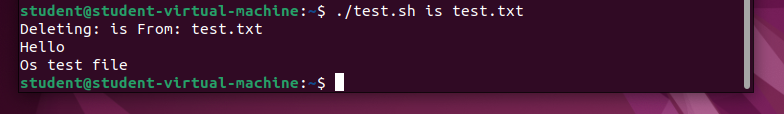 student@student-virtual-machine:~$ ./test.sh is test.txt
Deleting: is From: test.txt
Hello
Os test file
student@student-virtual-machine:~$